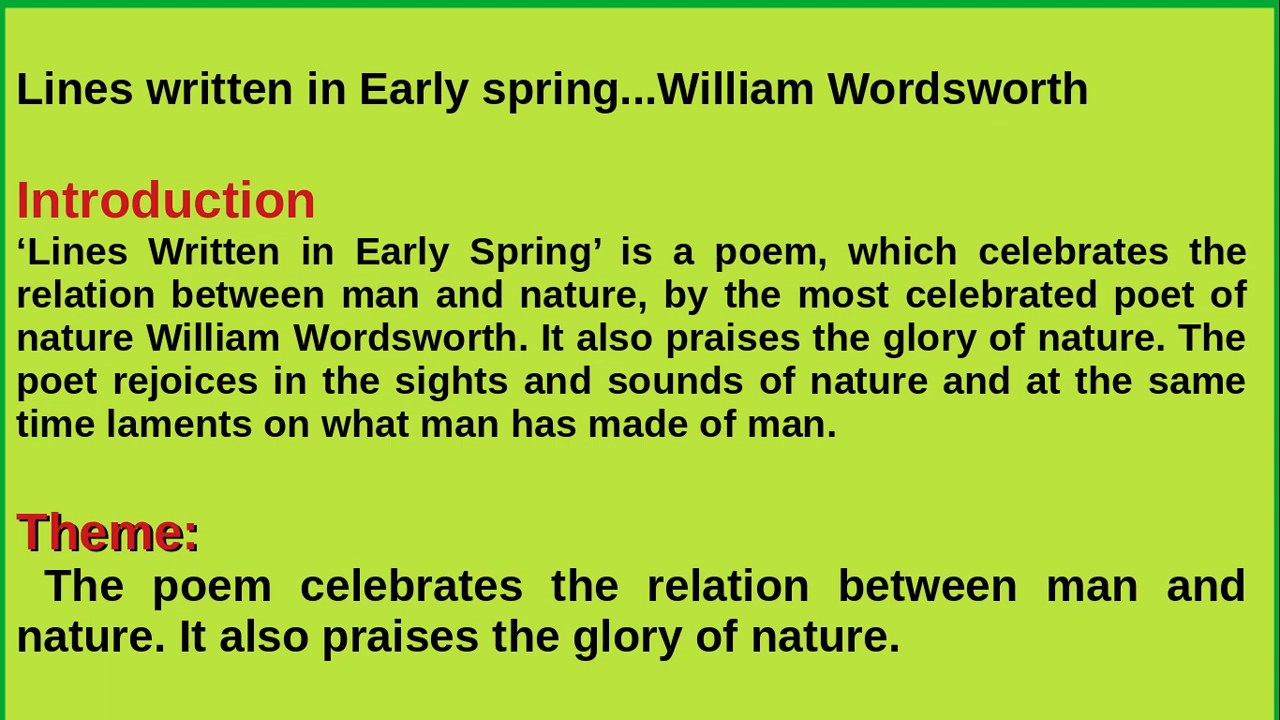 Lines written in Early spring...William Wordsworth
Introduction
‘Lines Written in Early Spring’ is a poem, which celebrates the
relation between man and nature, by the most celebrated poet of
nature William Wordsworth. It also praises the glory of nature. The
poet rejoices in the sights and sounds of nature and at the same
time laments on what man has made of man.
Theme:
The poem celebrates the relation between man and
nature. It also praises the glory of nature.